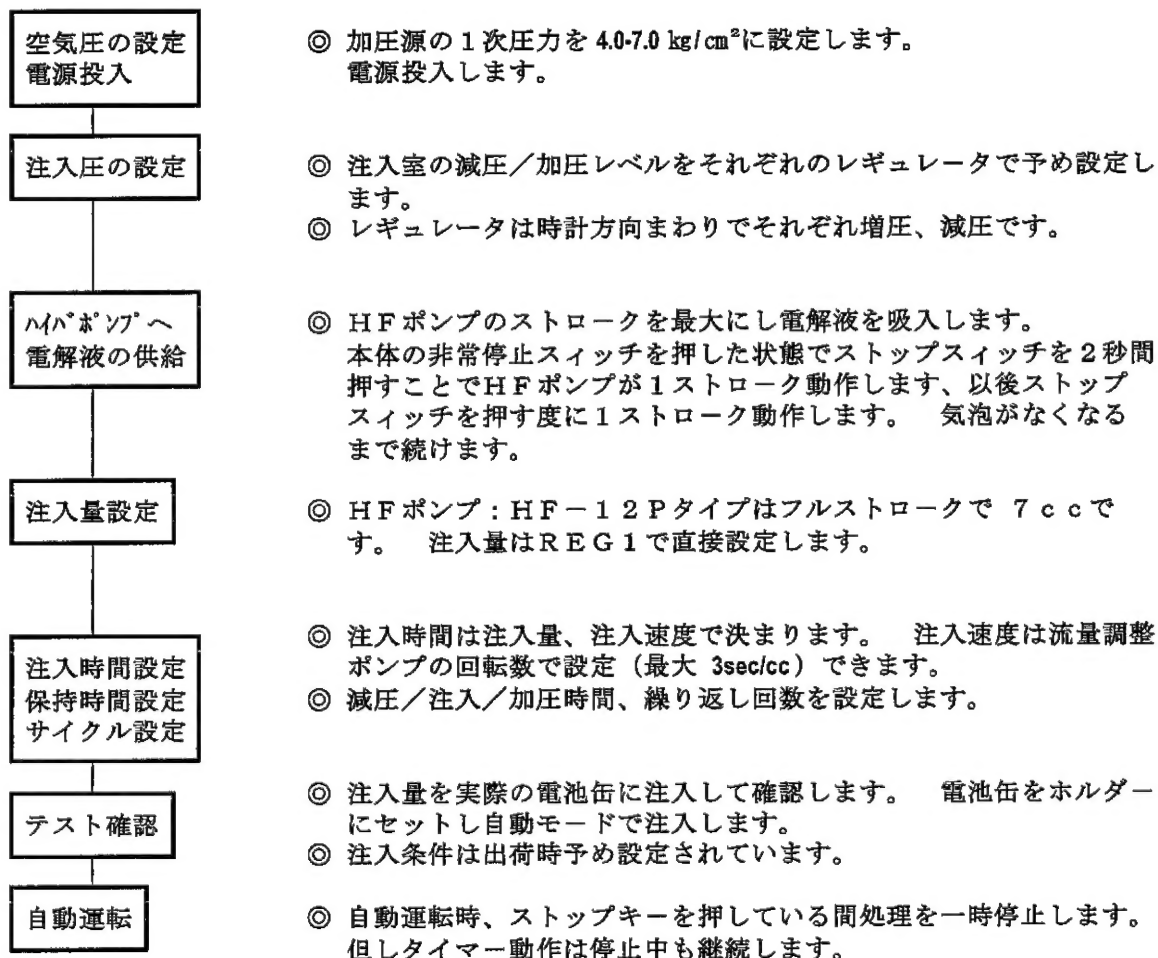 空気圧の設定
電源投入
◎ 加圧源の1次圧力を 4.0-7.0 ㎏/㎝²に設定します。
電源投入します。
注入圧の設定
◎ 注入室の減圧／加圧レベルをそれぞれのレギュレータで予め設定し
ます。
◎ レギュレータは時計方向まわりでそれぞれ増圧、減圧です。
ﾊｲﾊﾞﾎﾟﾝﾌﾟへ
電解液の供給
◎ ＨＦポンプのストロークを最大にし電解液を吸入します。
本体の非常停止スィッチを押した状態でストップスィッチを２秒間
押すことでＨＦポンプが１ストローク動作します、以後ストップ
スィッチを押す度に１ストローク動作します。　気泡がなくなる
まで続けます。
注入量設定
◎ ＨＦポンプ：ＨＦ－１２Ｐタイプはフルストロークで ７ｃｃで
す。　注入量はＲＥＧ１で直接設定します。
注入時間設定
保持時間設定
サイクル設定
◎ 注入時間は注入量、注入速度で決まります。　注入速度は流量調整
ポンプの回転数で設定（最大 3sec/cc）できます。
◎ 減圧／注入／加圧時間、繰り返し回数を設定します。
テスト確認
◎ 注入量を実際の電池缶に注入して確認します。　電池缶をホルダー
にセットし自動モードで注入します。
◎ 注入条件は出荷時予め設定されています。
自動運転
◎ 自動運転時、ストップキーを押している間処理を一時停止します。
但しタイマー動作は停止中も継続します。